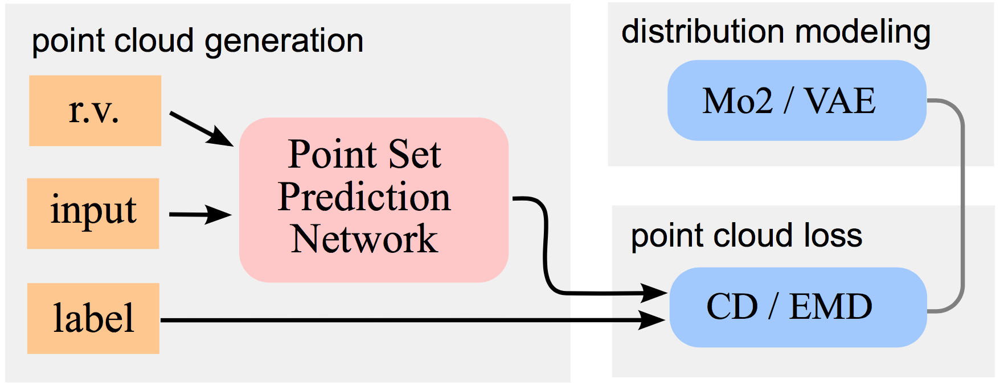 point cloud generation
r.v.
input
label
Point Set
Prediction
Network
distribution modeling
Mo2 / VAE
point cloud loss
CD / EMD